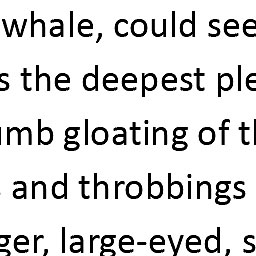 whale, could see
s the deepest ple
umb gloating of th
and throbbings
ger, large-eyed, s